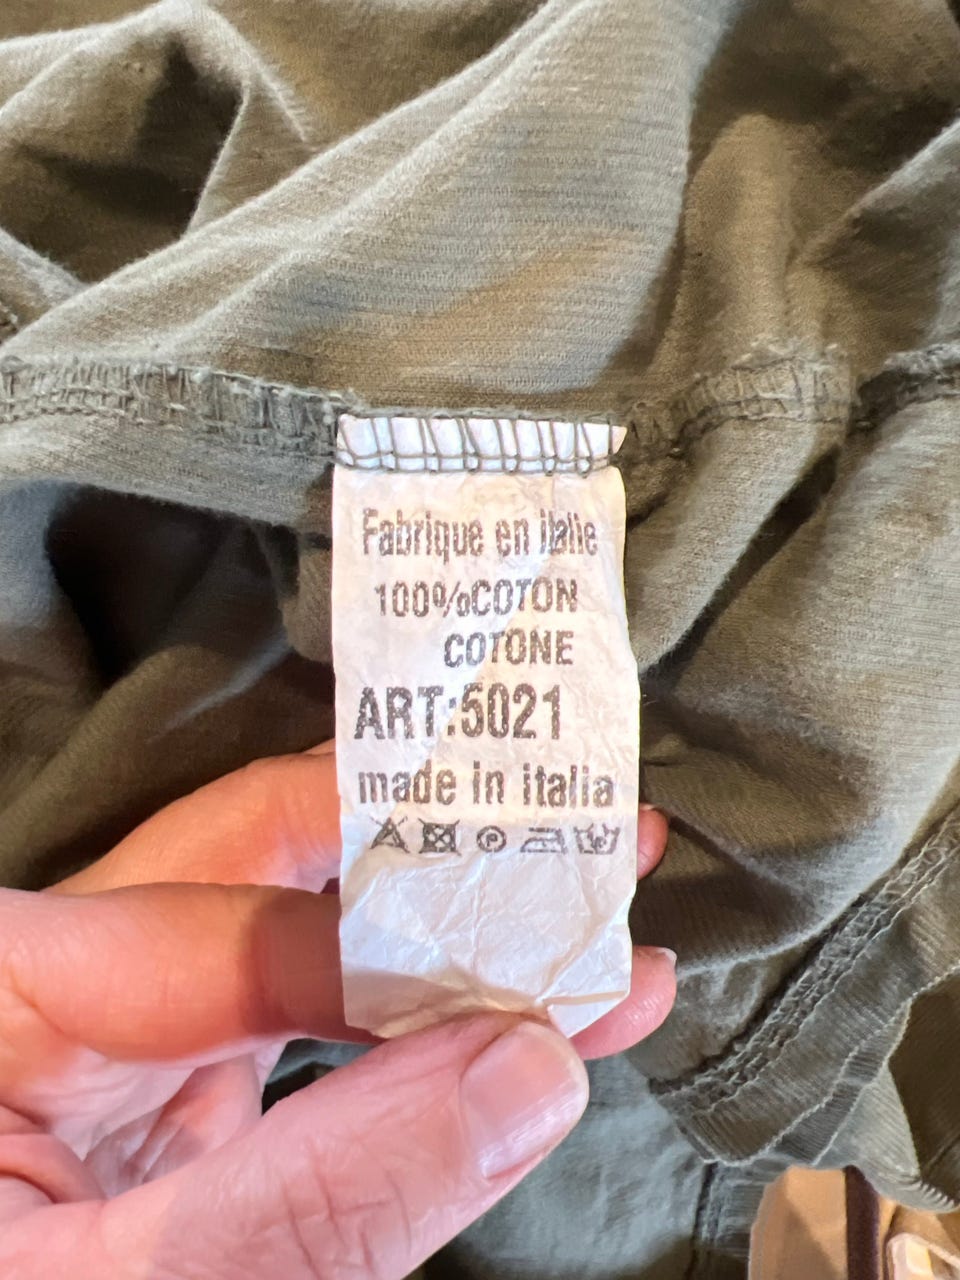 Fabrique en italie
100%COTON
COTONE
ART:5021
made in italia